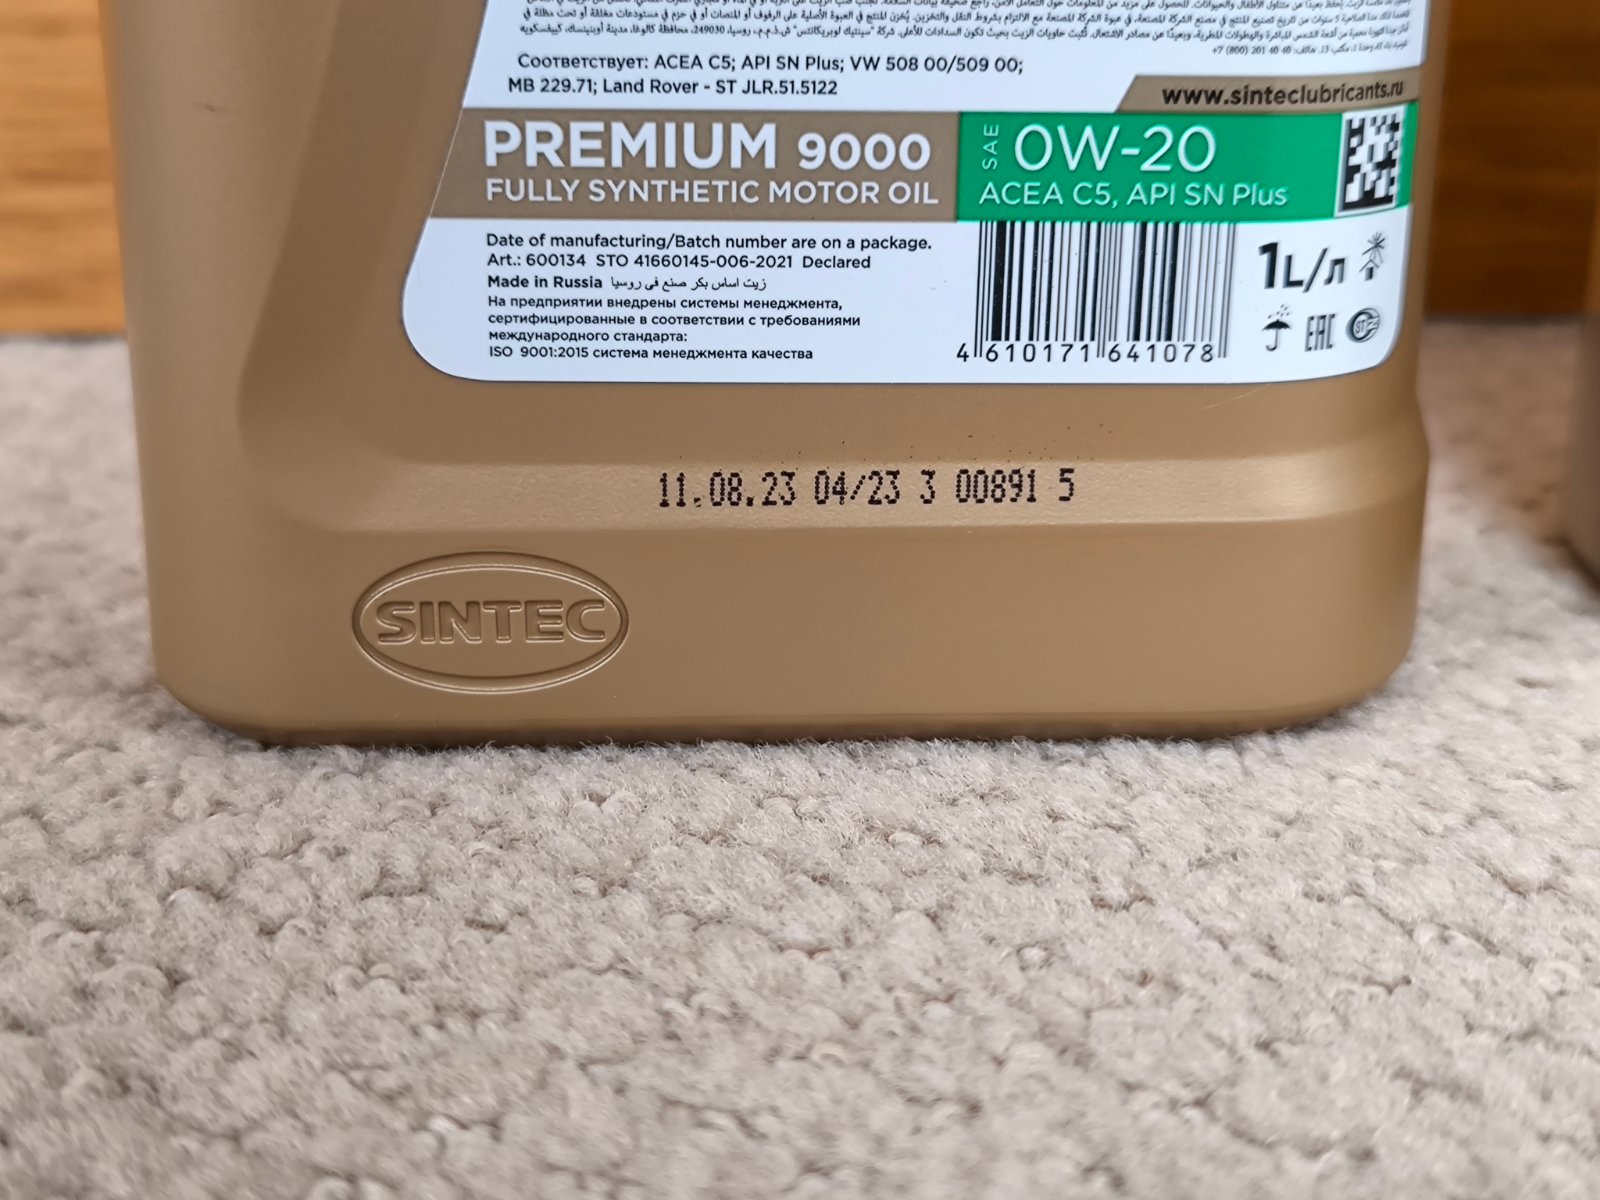 Соответствует: ACEA C5; API SN Plus; VW 508 00/509 00;
MB 229.71; Land Rover - ST JLR.51.5122
www.sinteclubricants.ru
PREMIUM 9000
FULLY SYNTHETIC MOTOR OIL
SAE 0W-20
ACEA C5, API SN Plus
Date of manufacturing/Batch number are on a package.
Art.: 600134 STO 41660145-006-2021 Declared
Made in Russia زيت اساس بكر صنع فى روسيا
На предприятии внедрены системы менеджмента,
сертифицированные в соответствии с требованиями
международного стандарта:
ISO 9001:2015 система менеджмента качества
4 610171 641078
1L/л
EAC
11.08.23 04/23 3 00891 5
SINTEC